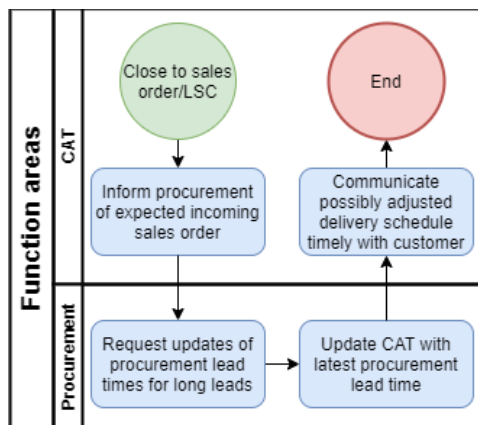 Function areas
CAT
Close to sales
order/LSC
End
Inform procurement
of expected incoming
sales order
Communicate
possibly adjusted
delivery schedule
timely with customer
Procurement
Request updates of
procurement lead
times for long leads
Update CAT with
latest procurement
lead time